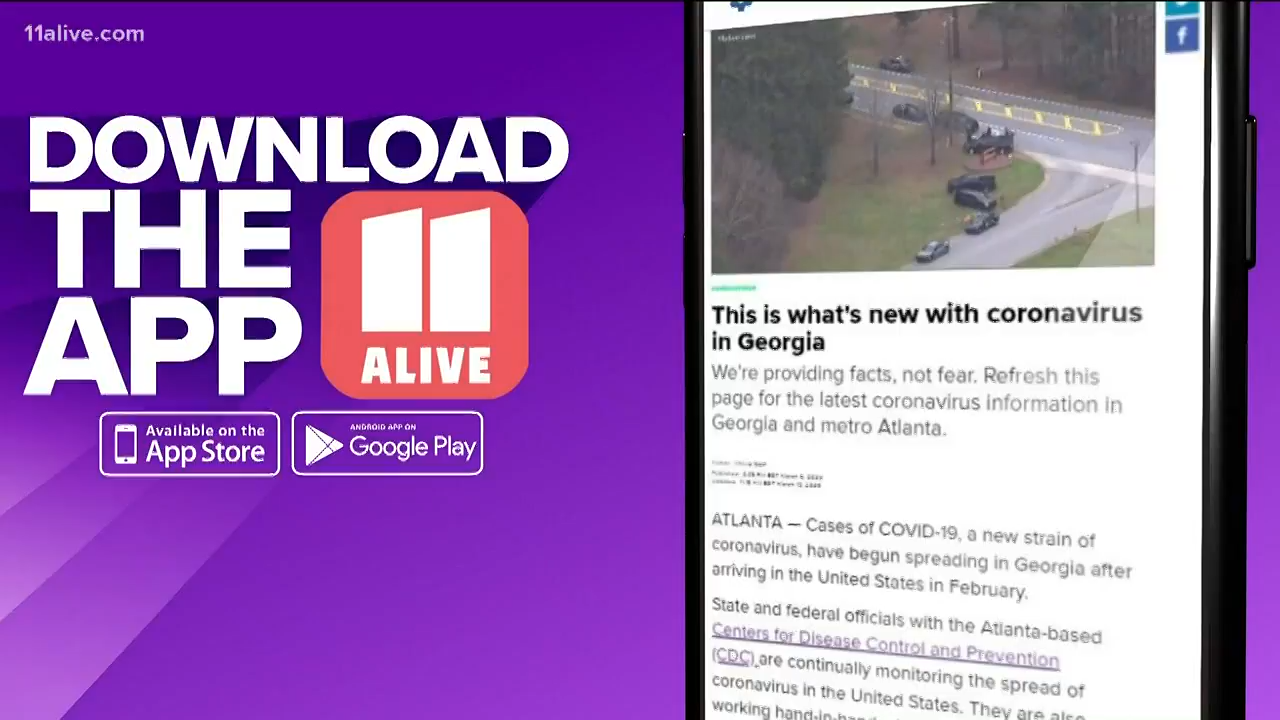 11alive.com
DOWNLOAD
THE
APP
11
ALIVE
Available on the
App Store
ANDROID APP ON
Google Play
f
This is what's new with coronavirus
in Georgia
We're providing facts, not fear. Refresh this
page for the latest coronavirus information in
Georgia and metro Atlanta.
ATLANTA — Cases of COVID-19, a new strain of
coronavirus, have begun spreading in Georgia after
arriving in the United States in February.
State and federal officials with the Atlanta-based
Centers for Disease Control and Prevention
(CDC) are continually monitoring the spread of
coronavirus in the United States. They are also
working